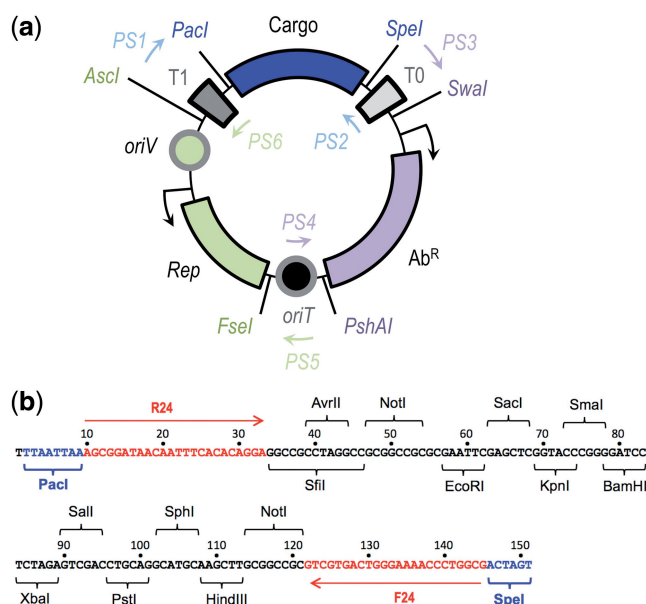 (a)
Cargo
PacI
SpeI
PS1
PS3
AscI
T1
T0
SwaI
PS6
PS2
oriV
PS4
Rep
AbR
FseI
oriT
PshAI
PS5
(b)
R24
AvrII NotI SacI SmaI
10 20 30 40 50 60 70 80
TTTAATTAAAGCGGATAACAATTTCACACAGGAGGCCGCCTAGGCCGCGGCCGCGCGAATTCGAGCTCGGTACCCGGGGATCC
PacI SfiI EcoRI KpnI BamHI
SalI SphI NotI
90 100 110 120 130 140 150
TCTAGAGTCGACCTGCAGGCATGCAAGCTTGCGGCCGCGTCGTGACTGGGAAAACCCTGGCGACTAGT
XbaI PstI HindIII F24 SpeI